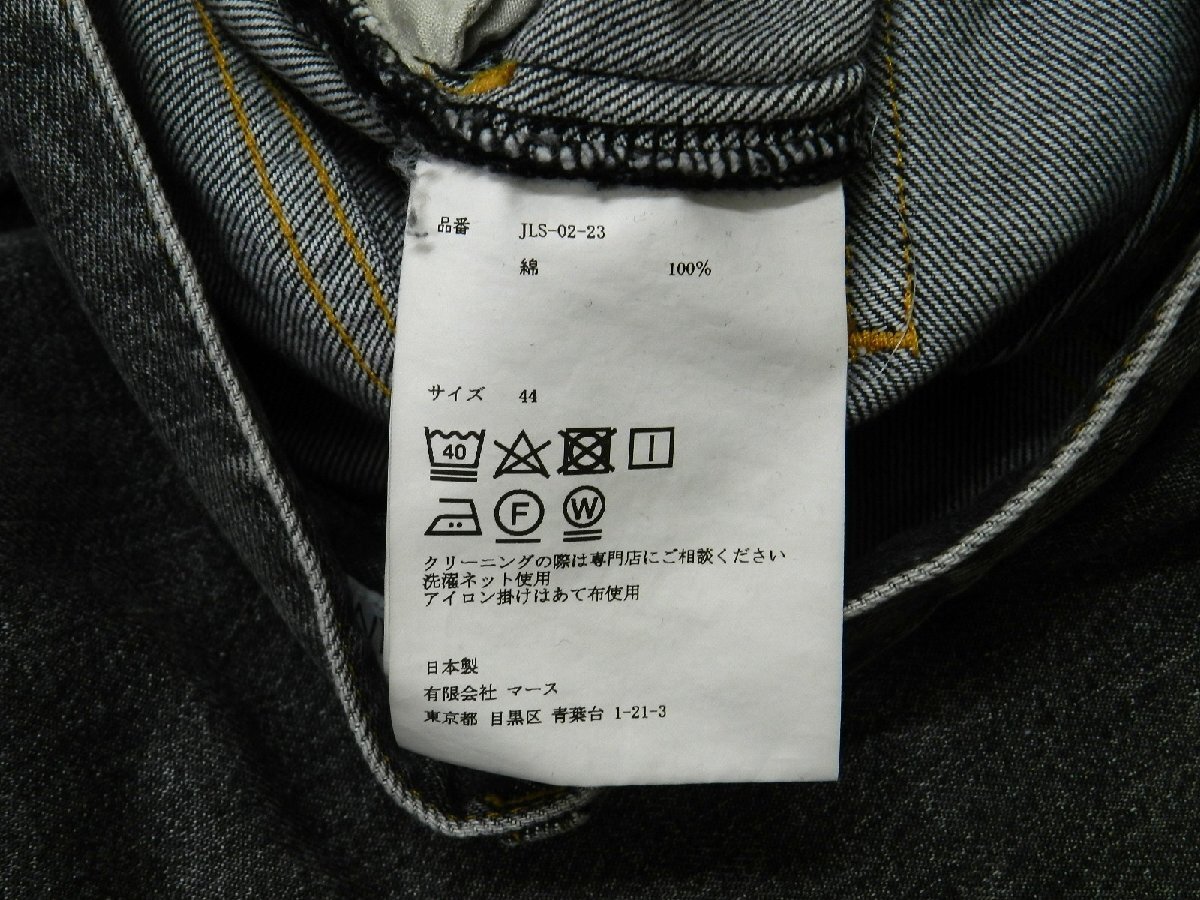 品番 JLS-02-23
綿 100%
サイズ 44
40
F W
クリーニングの際は専門店にご相談ください
洗濯ネット使用
アイロン掛けはあて布使用
日本製
有限会社 マース
東京都 目黒区 青葉台 1-21-3